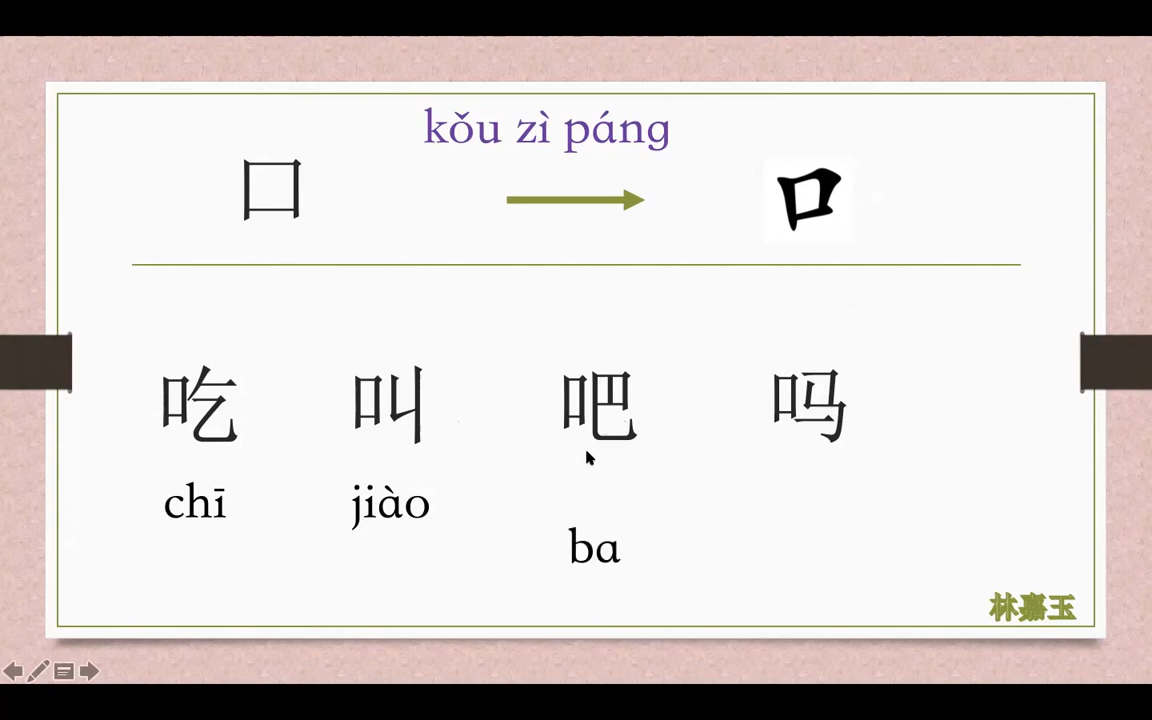 kǒu zì páng
口 口
吃 叫 吧 吗
chī jiào
ba
林嘉玉